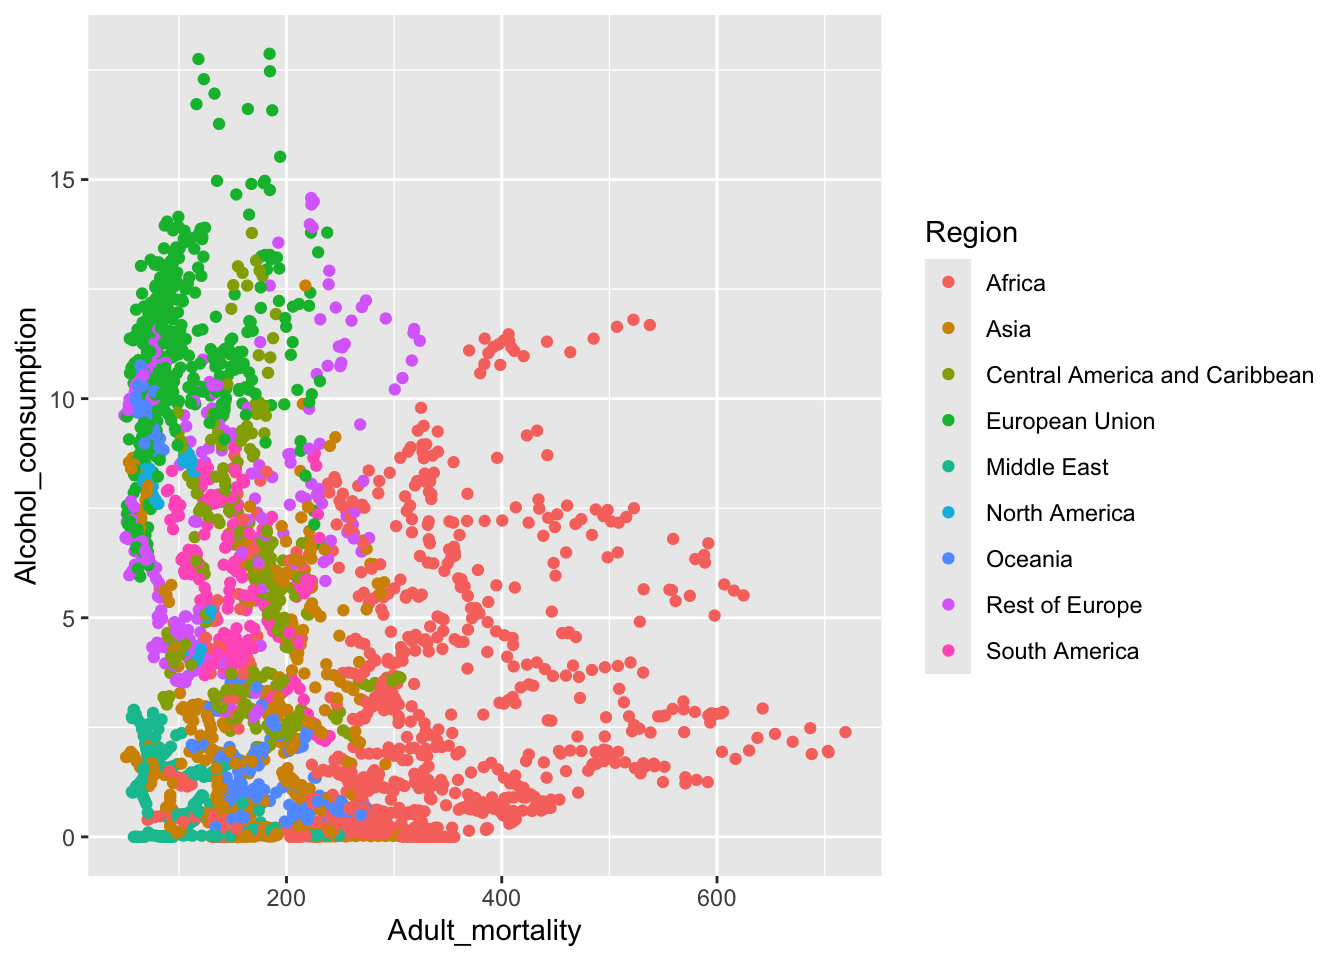 15
10
5
0
Alcohol_consumption
200
400
600
Adult_mortality
Region
Africa
Asia
Central America and Caribbean
European Union
Middle East
North America
Oceania
Rest of Europe
South America